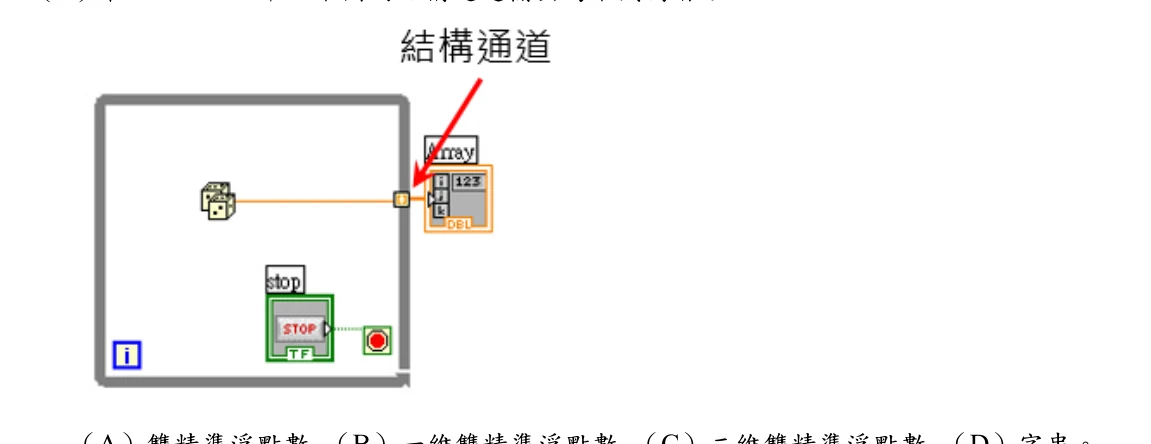 結構通道
Array
i
123
j
k
DBL
stop
STOP
TF
i
(A) 雙精準浮點數 (B) 一維雙精準浮點數 (C) 二維雙精準浮點數 (D) 字串。